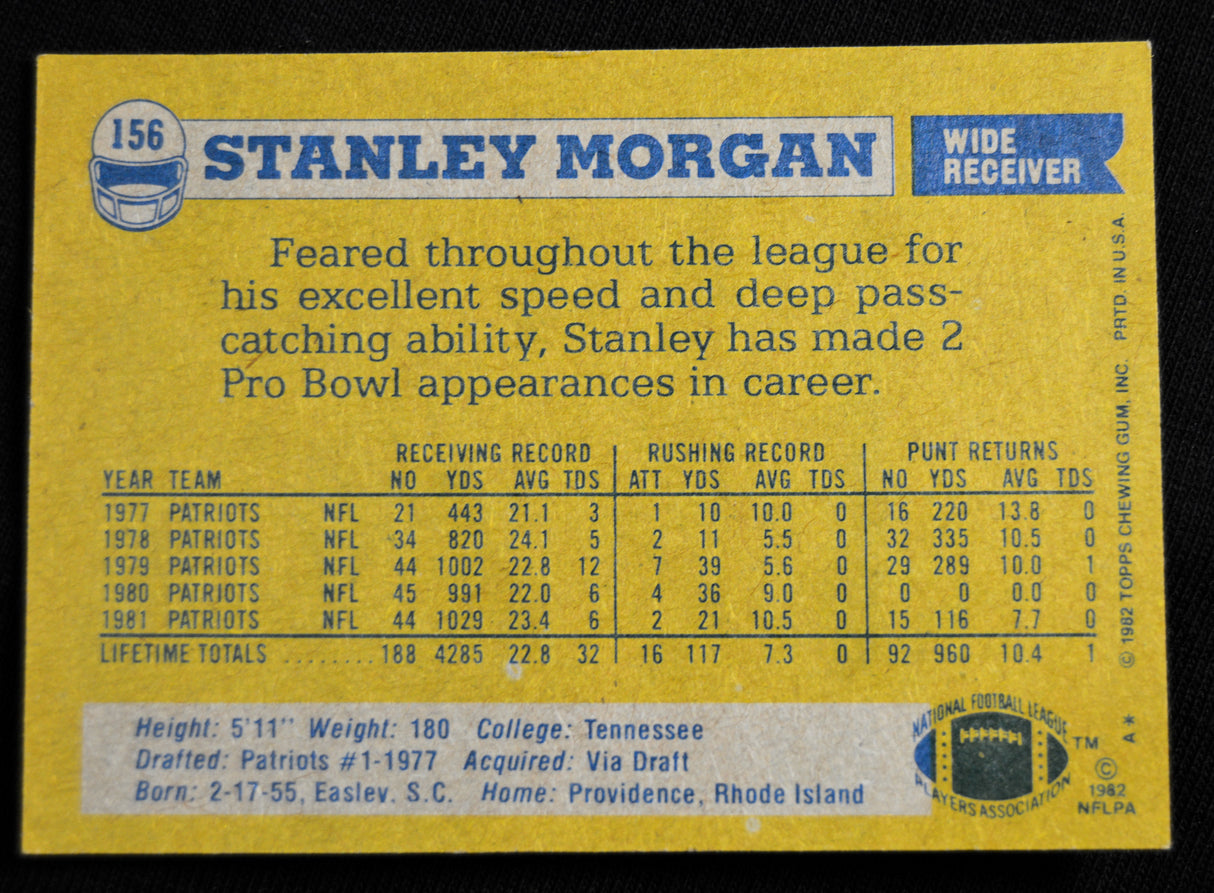 156
STANLEY MORGAN
WIDE
RECEIVER
Feared throughout the league for
his excellent speed and deep pass-
catching ability, Stanley has made 2
Pro Bowl appearances in career.
RECEIVING RECORD RUSHING RECORD PUNT RETURNS
YEAR TEAM NO YDS AVG TDS ATT YDS AVG TDS NO YDS AVG TDS
1977 PATRIOTS NFL 21 443 21.1 3 1 10 10.0 0 16 220 13.8 0
1978 PATRIOTS NFL 34 820 24.1 5 2 11 5.5 0 32 335 10.5 0
1979 PATRIOTS NFL 44 1002 22.8 12 7 39 5.6 0 29 289 10.0 1
1980 PATRIOTS NFL 45 991 22.0 6 4 36 9.0 0 0 0 0.0 0
1981 PATRIOTS NFL 44 1029 23.4 6 2 21 10.5 0 15 116 7.7 0
LIFETIME TOTALS ......... 188 4285 22.8 32 16 117 7.3 0 92 960 10.4 1
Height: 5'11" Weight: 180 College: Tennessee
Drafted: Patriots #1-1977 Acquired: Via Draft
Born: 2-17-55, Easley, S.C. Home: Providence, Rhode Island
NATIONAL FOOTBALL LEAGUE
PLAYERS ASSOCIATION
TM
©
1982
NFLPA
A*
© 1982 TOPPS CHEWING GUM, INC. PRTD. IN U.S.A.